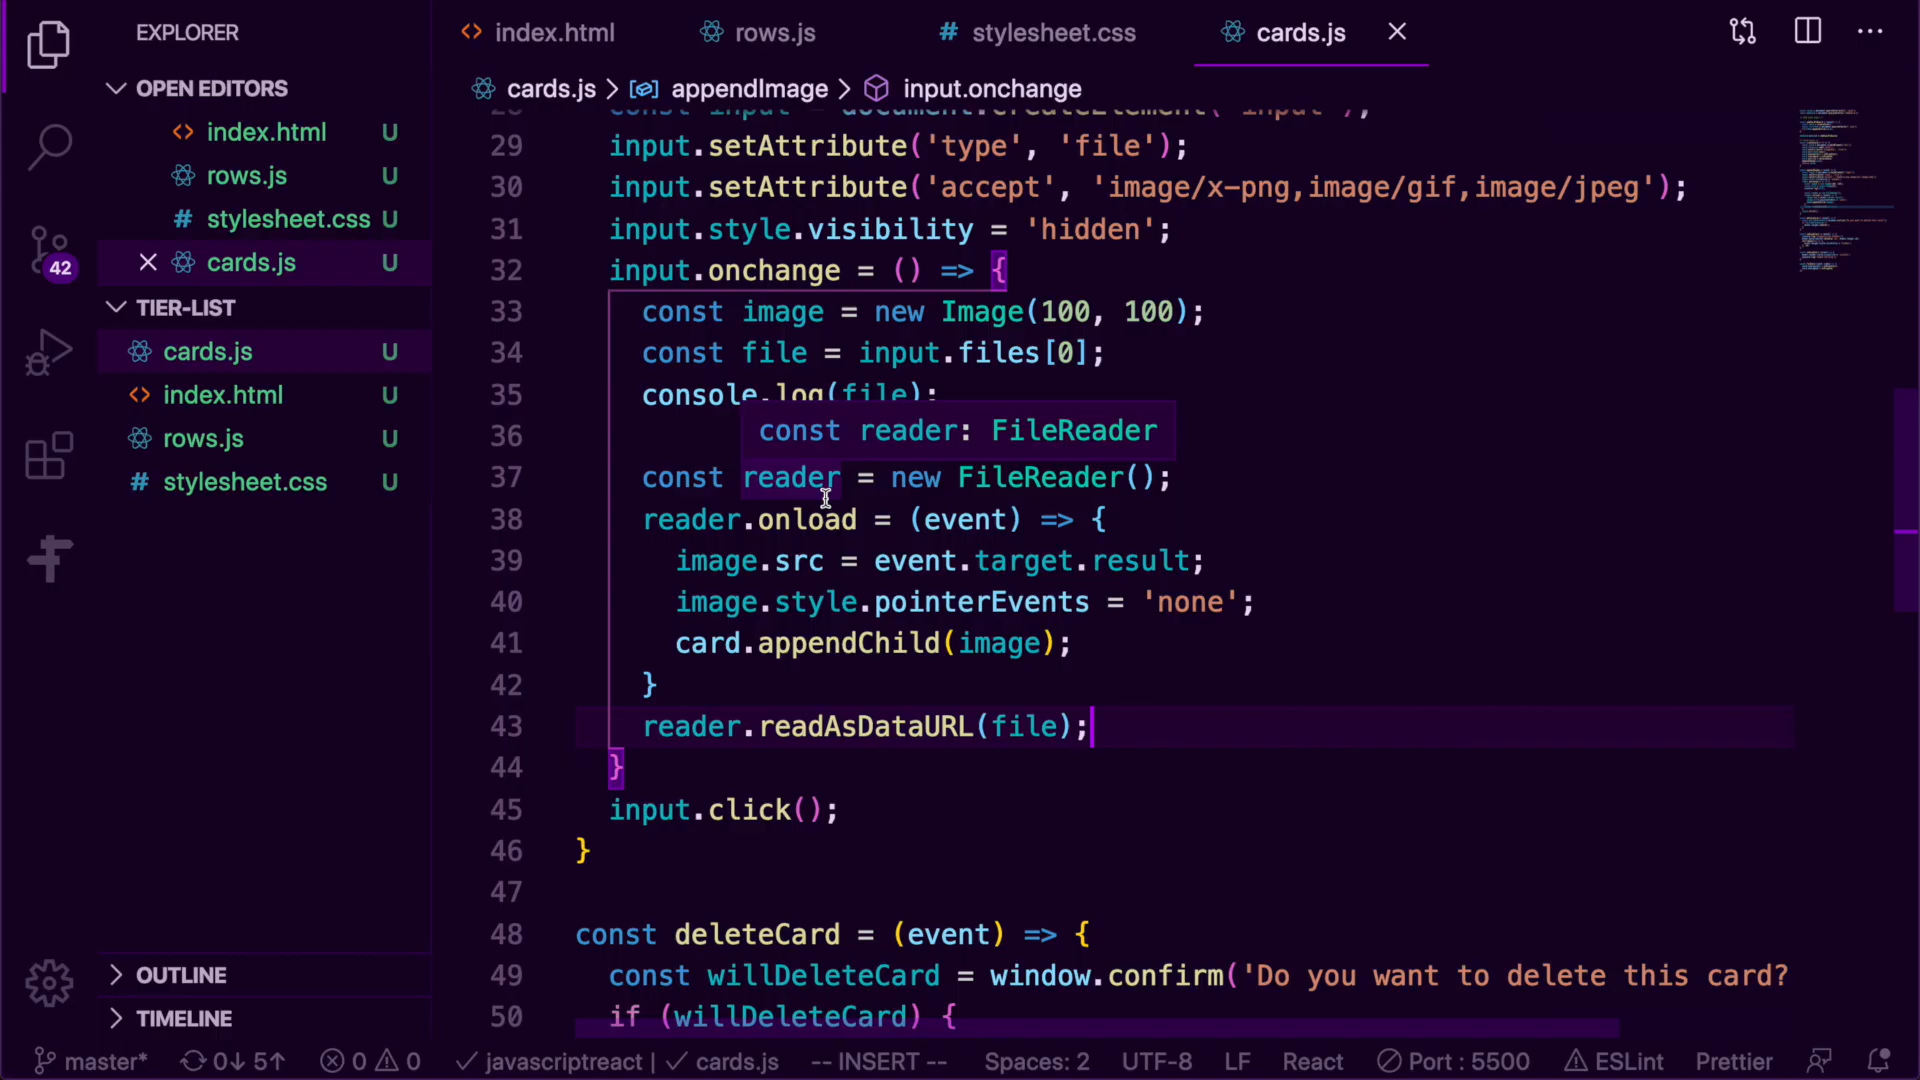 EXPLORER
OPEN EDITORS
index.html U
rows.js U
stylesheet.css U
cards.js U
TIER-LIST
cards.js U
index.html U
rows.js U
stylesheet.css U
OUTLINE
TIMELINE
42
index.html
rows.js
stylesheet.css
cards.js
cards.js > appendImage > input.onchange
28 const input = document.createElement('input');
29 input.setAttribute('type', 'file');
30 input.setAttribute('accept', 'image/x-png,image/gif,image/jpeg');
31 input.style.visibility = 'hidden';
32 input.onchange = () => {
33 const image = new Image(100, 100);
34 const file = input.files[0];
35 console.log(file);
const reader: FileReader
36
37 const reader = new FileReader();
38 reader.onload = (event) => {
39 image.src = event.target.result;
40 image.style.pointerEvents = 'none';
41 card.appendChild(image);
42 }
43 reader.readAsDataURL(file);
44 }
45 input.click();
46 }
47
48 const deleteCard = (event) => {
49 const willDeleteCard = window.confirm('Do you want to delete this card?
50 if (willDeleteCard) {
master* 0↓ 5↑ 0 0 javascriptreact | cards.js -- INSERT -- Spaces: 2 UTF-8 LF React Port : 5500 ESLint Prettier